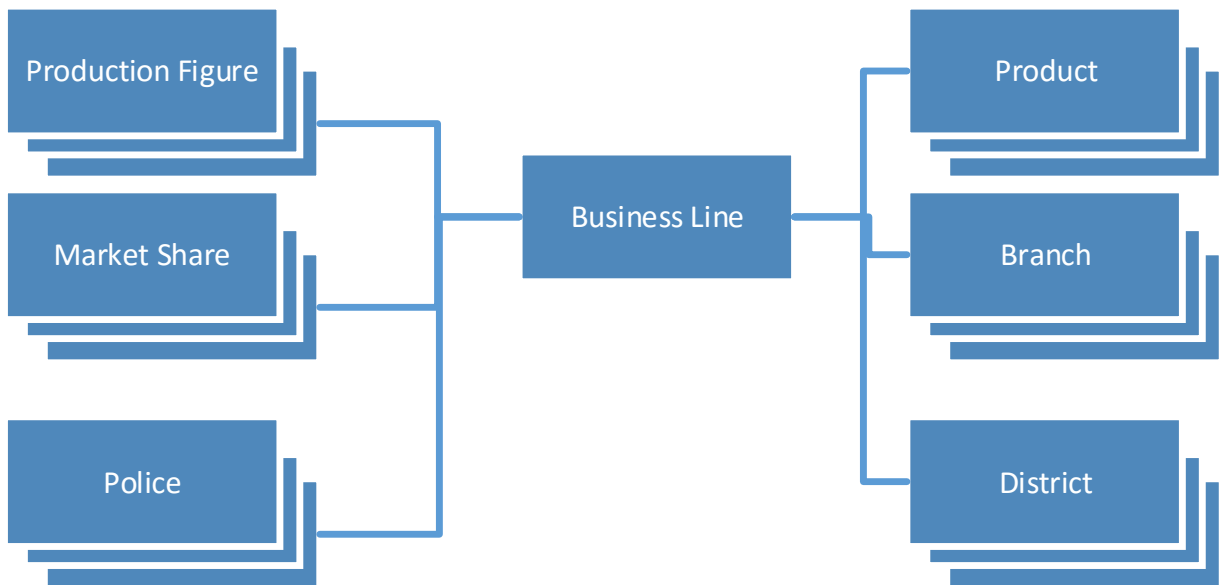 Production Figure
Market Share
Police
Business Line
Product
Branch
District